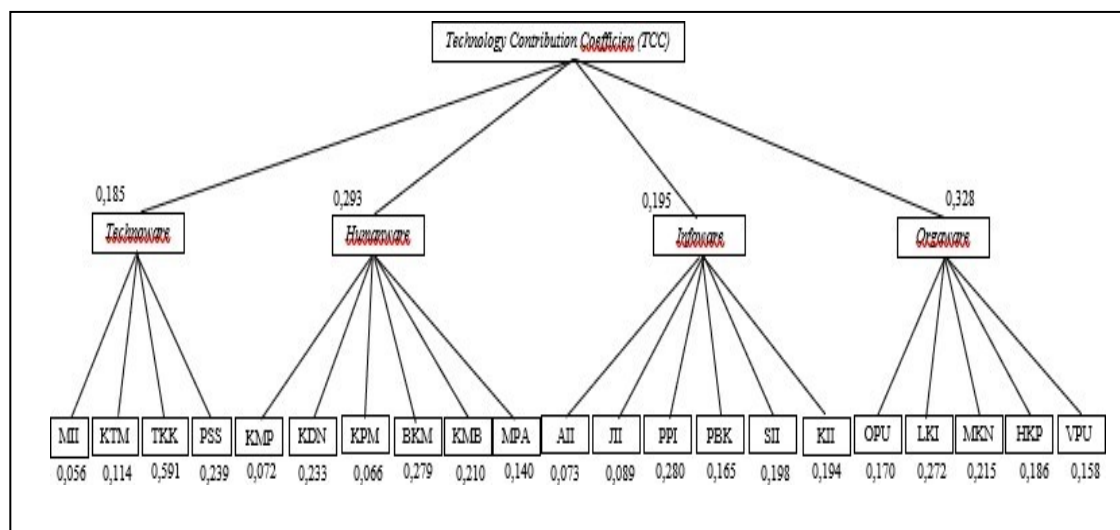 Technology Contribution Coefficien (TCC)
0,185 0,293 0,195 0,328
Technaware Humanware Infoware Orgaware
MII KTM TKK PSS KMP KDN KPM BKM KMB MPA AII JII PPI PBK SII KII OPU LKI MKN HKP VPU
0,056 0,114 0,591 0,239 0,072 0,233 0,066 0,279 0,210 0,140 0,073 0,089 0,280 0,165 0,198 0,194 0,170 0,272 0,215 0,186 0,158